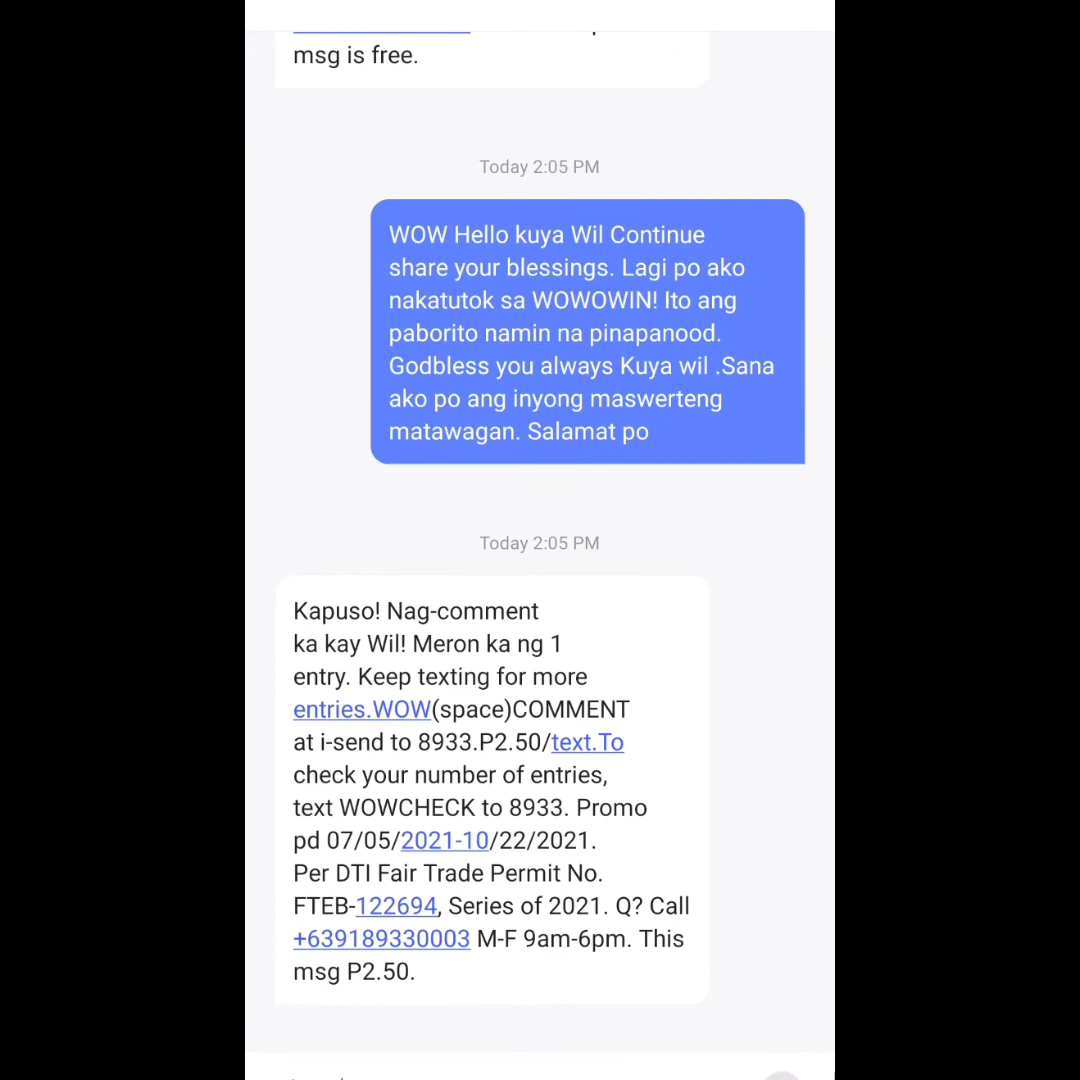 msg is free.
Today 2:05 PM
WOW Hello kuya Wil Continue
share your blessings. Lagi po ako
nakatutok sa WOWOWIN! Ito ang
paborito namin na pinapanood.
Godbless you always Kuya wil .Sana
ako po ang inyong maswerteng
matawagan. Salamat po
Today 2:05 PM
Kapuso! Nag-comment
ka kay Wil! Meron ka ng 1
entry. Keep texting for more
entries.WOW(space)COMMENT
at i-send to 8933.P2.50/text.To
check your number of entries,
text WOWCHECK to 8933. Promo
pd 07/05/2021-10/22/2021.
Per DTI Fair Trade Permit No.
FTEB-122694, Series of 2021. Q? Call
+639189330003 M-F 9am-6pm. This
msg P2.50.